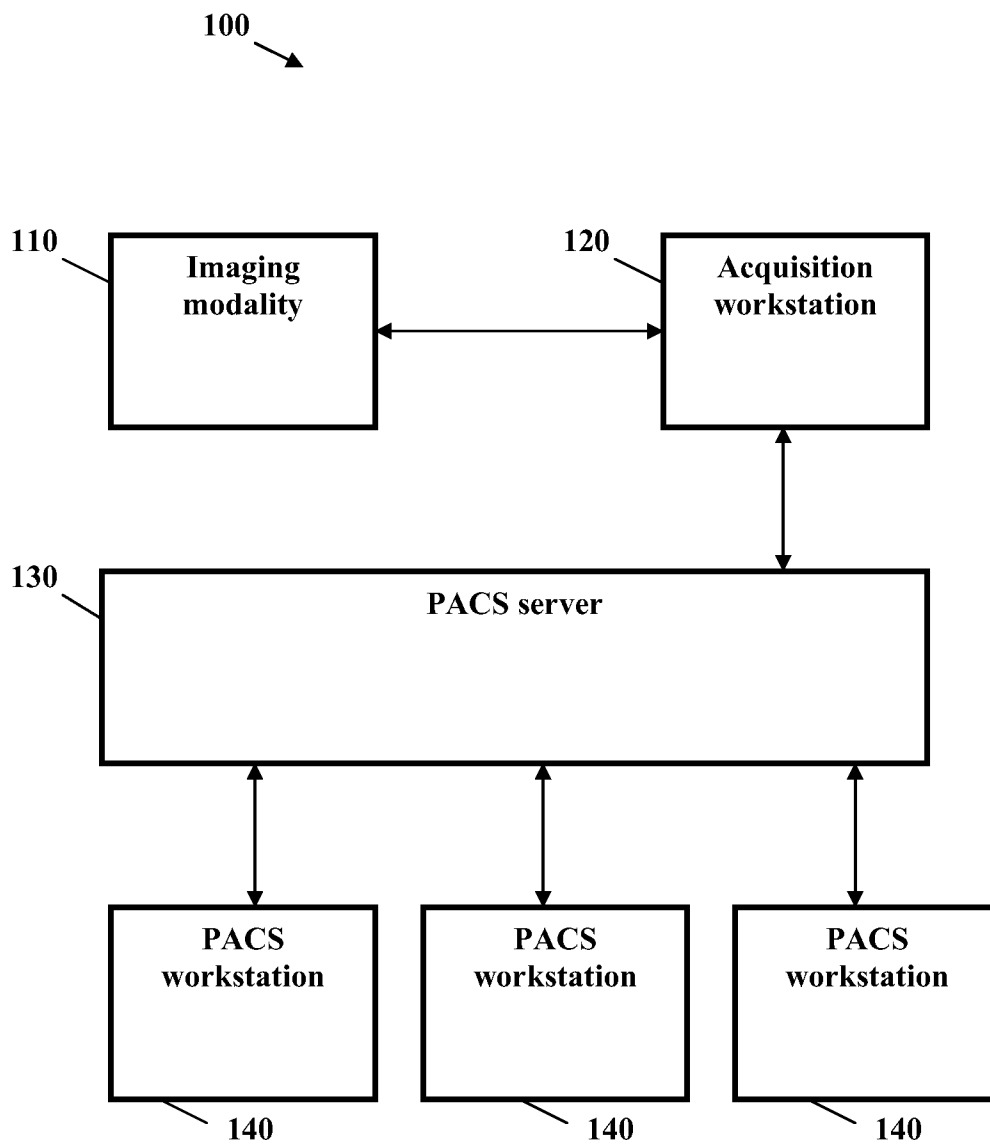 100
110
Imaging
modality
120
Acquisition
workstation
130
PACS server
PACS
workstation
PACS
workstation
PACS
workstation
140
140
140